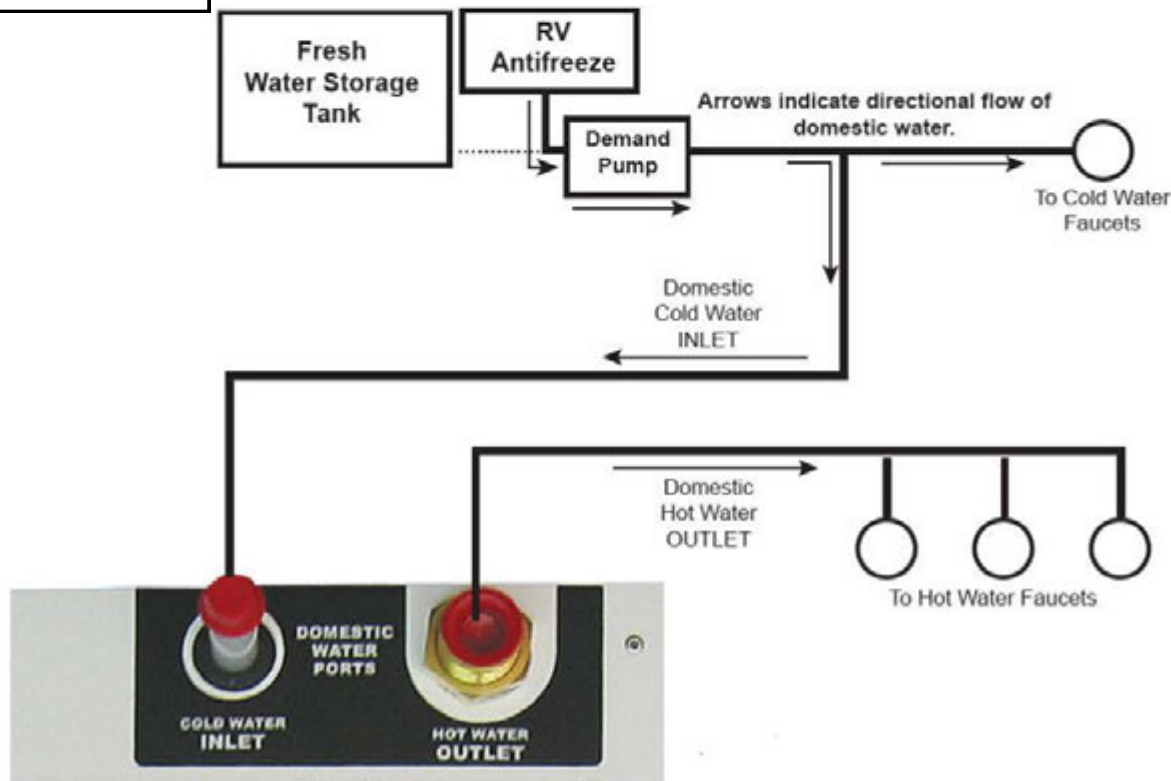 Fresh
Water Storage
Tank
RV
Antifreeze
Demand
Pump
Arrows indicate directional flow of
domestic water.
To Cold Water
Faucets
Domestic
Cold Water
INLET
Domestic
Hot Water
OUTLET
To Hot Water Faucets
DOMESTIC
WATER
PORTS
COLD WATER
INLET
HOT WATER
OUTLET